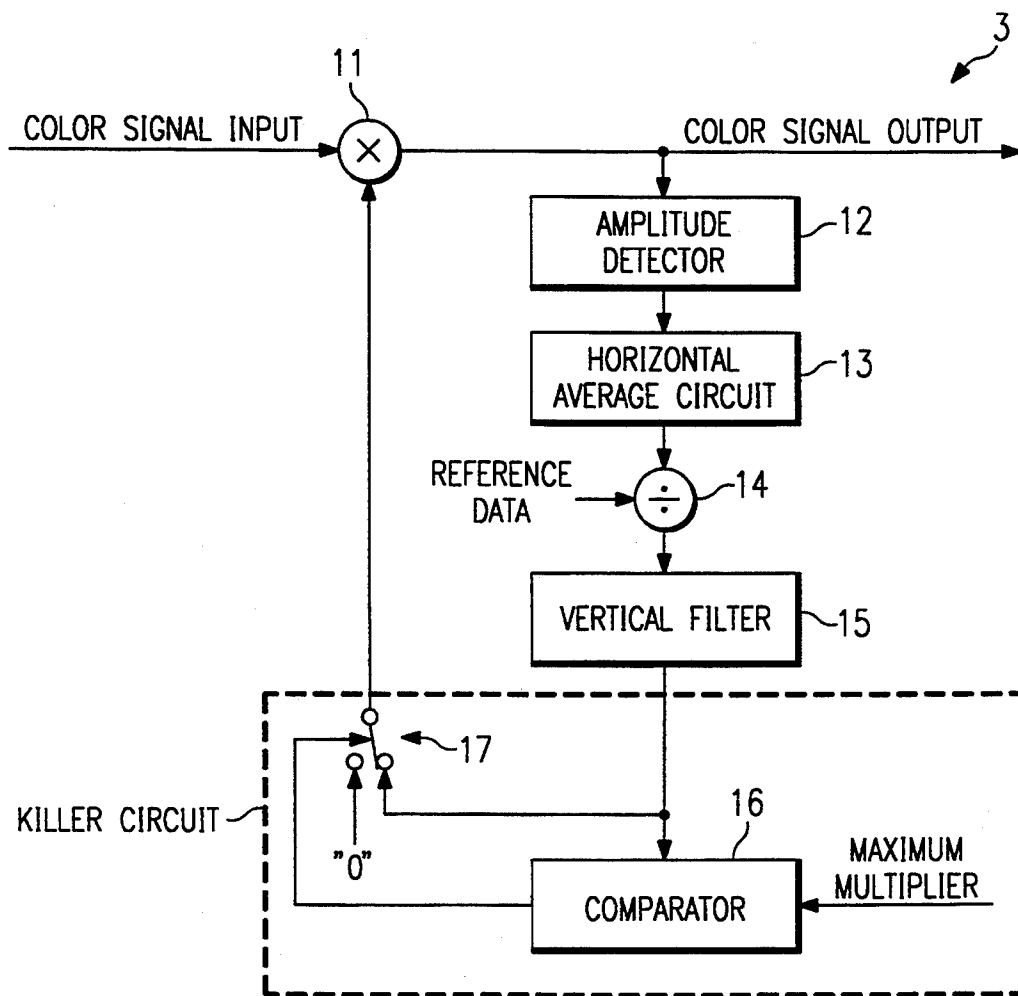 3
11
COLOR SIGNAL INPUT
×
COLOR SIGNAL OUTPUT
AMPLITUDE
DETECTOR
12
HORIZONTAL
AVERAGE CIRCUIT
13
REFERENCE
DATA
÷
14
VERTICAL FILTER
15
17
KILLER CIRCUIT
"0"
16
COMPARATOR
MAXIMUM
MULTIPLIER